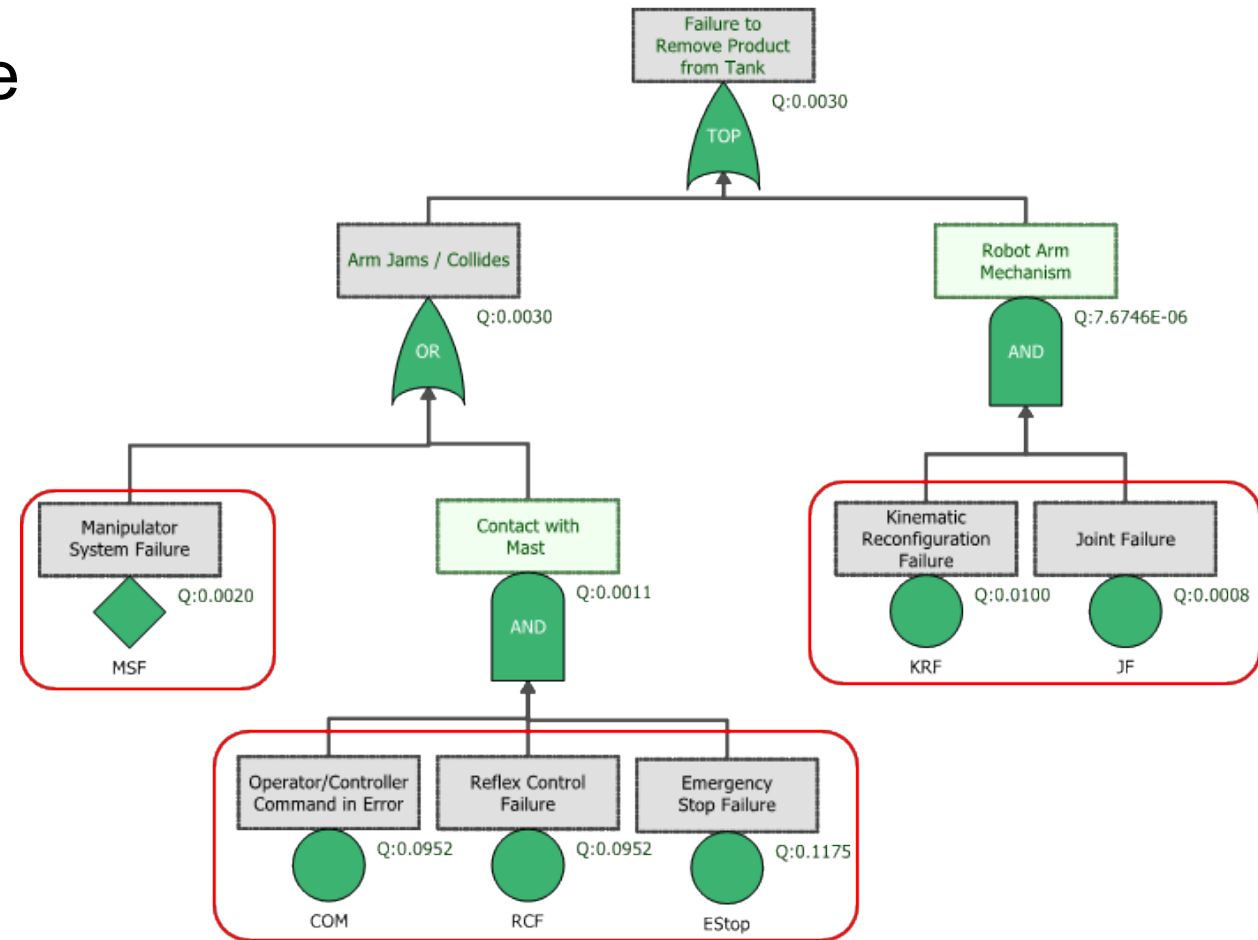 e
Failure to
Remove Product
from Tank
Q:0.0030
TOP
Arm Jams / Collides
Q:0.0030
OR
Robot Arm
Mechanism
Q:7.6746E-06
AND
Manipulator
System Failure
Q:0.0020
MSF
Contact with
Mast
Q:0.0011
AND
Kinematic
Reconfiguration
Failure
Q:0.0100
KRF
Joint Failure
Q:0.0008
JF
Operator/Controller
Command in Error
Q:0.0952
COM
Reflex Control
Failure
Q:0.0952
RCF
Emergency
Stop Failure
Q:0.1175
EStop